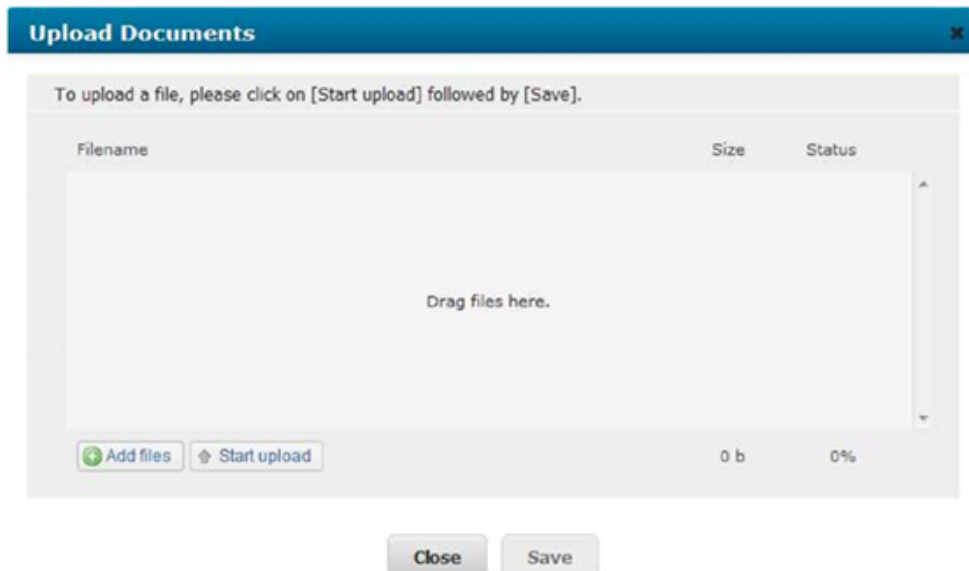 Upload Documents
To upload a file, please click on [Start upload] followed by [Save].
Filename Size Status
Drag files here.
Add files Start upload 0 b 0%
Close Save